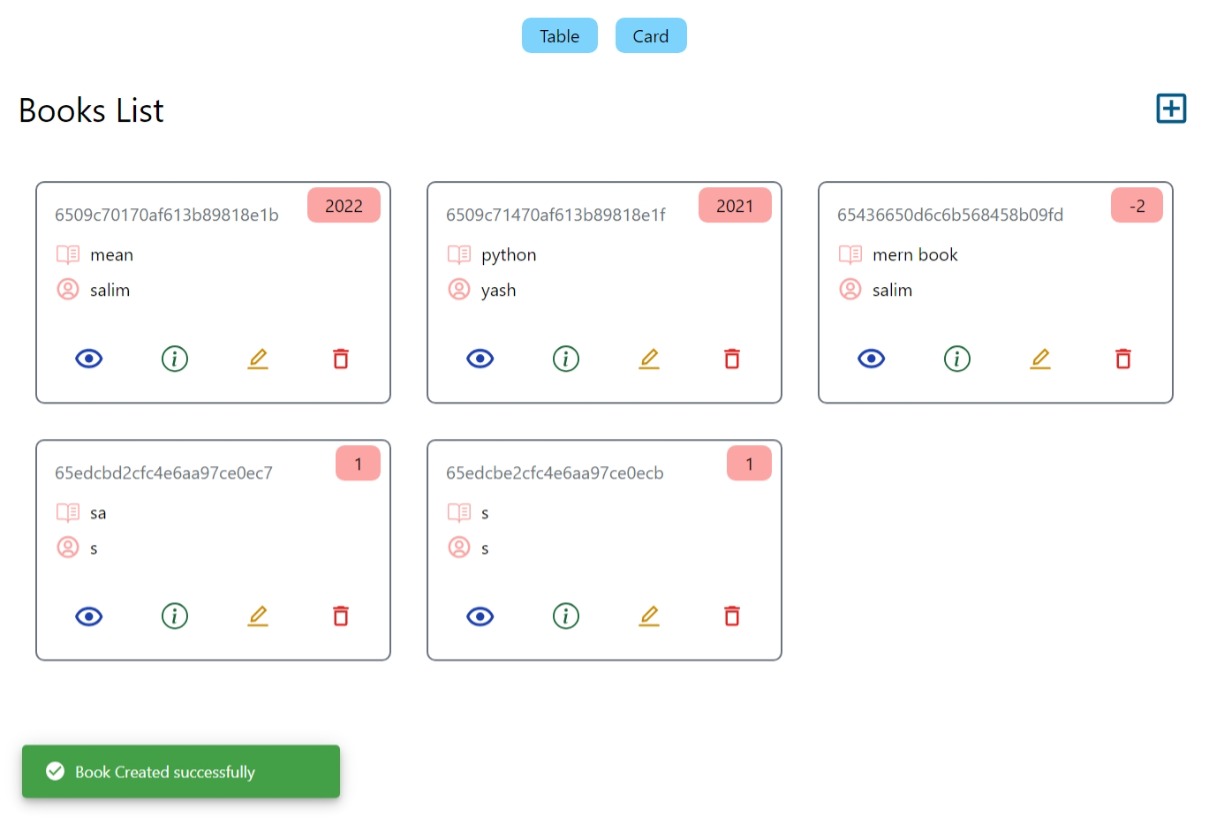 Table Card
Books List
6509c70170af613b89818e1b 2022
mean
salim
6509c71470af613b89818e1f 2021
python
yash
65436650d6c6b568458b09fd -2
mern book
salim
65edcbd2cfc4e6aa97ce0ec7 1
sa
s
65edcbe2cfc4e6aa97ce0ecb 1
s
s
Book Created successfully